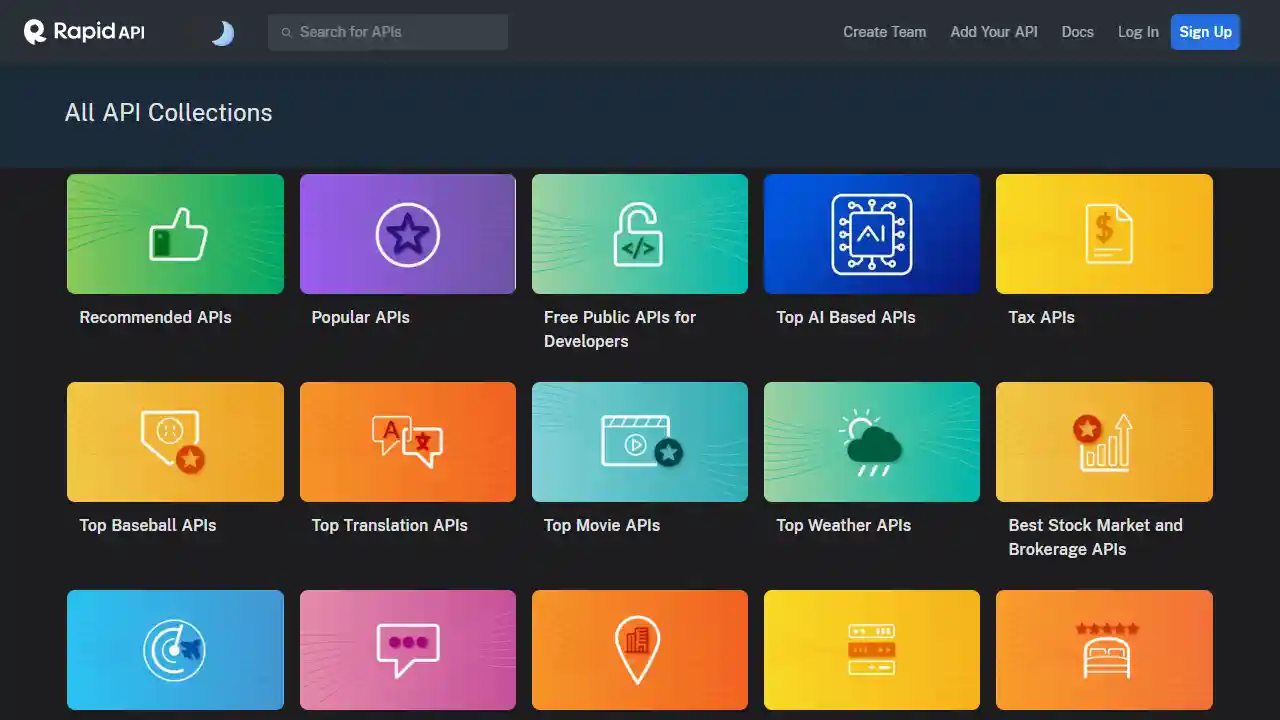 Rapid API
Search for APIs
Create Team
Add Your API
Docs
Log In
Sign Up
All API Collections
</>
AI
$
Recommended APIs
Popular APIs
Free Public APIs for
Developers
Top AI Based APIs
Tax APIs
A
文
Top Baseball APIs
Top Translation APIs
Top Movie APIs
Top Weather APIs
Best Stock Market and
Brokerage APIs